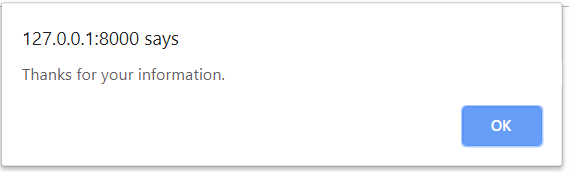 127.0.0.1:8000 says
Thanks for your information.
OK